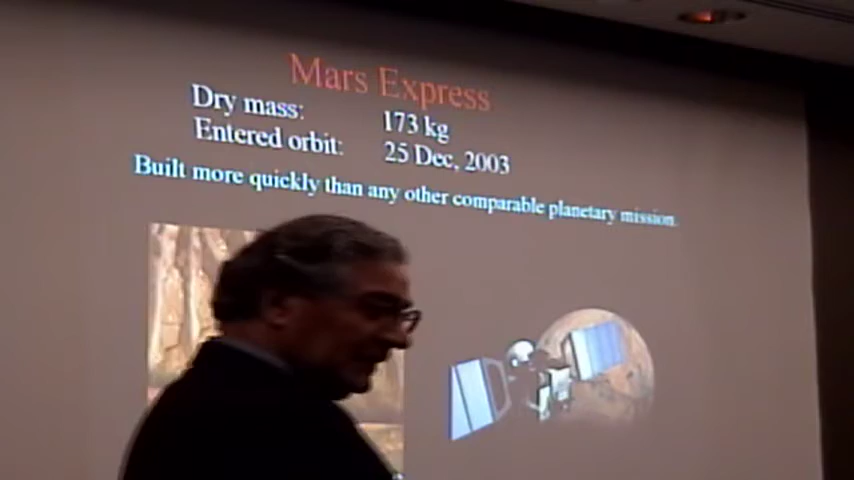 Mars Express
Dry mass: 173 kg
Entered orbit: 25 Dec, 2003
Built more quickly than any other comparable planetary mission.